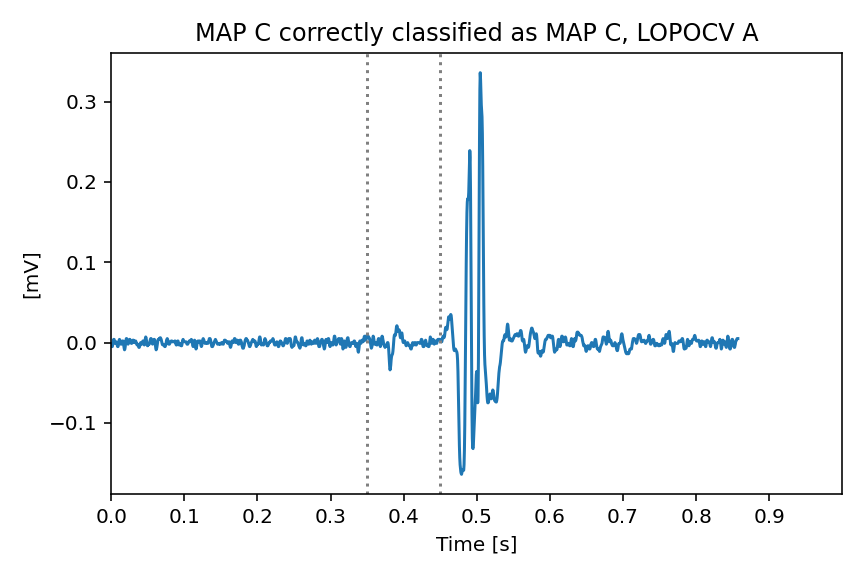 MAP C correctly classified as MAP C, LOPOCV A
0.3
0.2
0.1
0.0
−0.1
[mV]
0.0 0.1 0.2 0.3 0.4 0.5 0.6 0.7 0.8 0.9
Time [s]